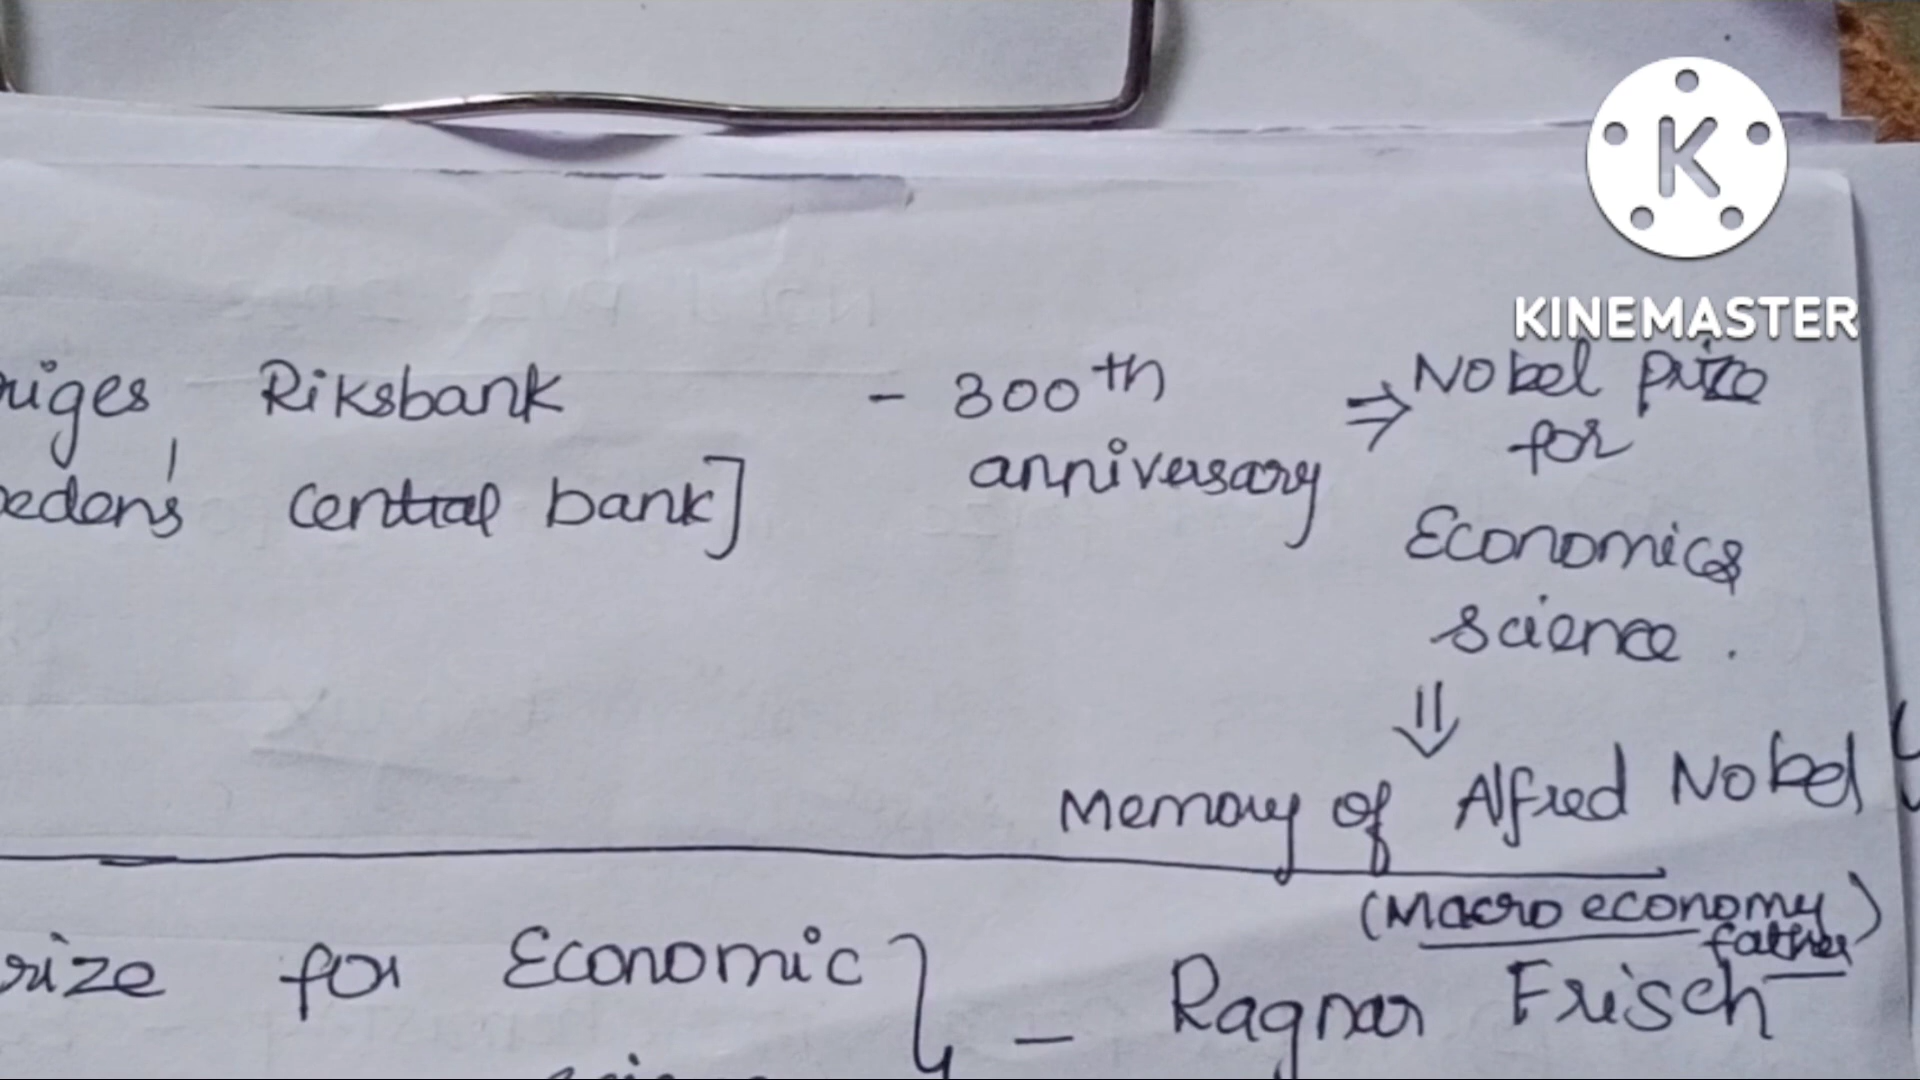 KINEMASTER
riges Riksbank - 300th ⇒ Nobel prize
anniversary for
edens' central bank]
Economics
science.
⇓
Memory of Alfred Nobel
(Macro economy)
father
rize for Economic } - Ragnar Frisch